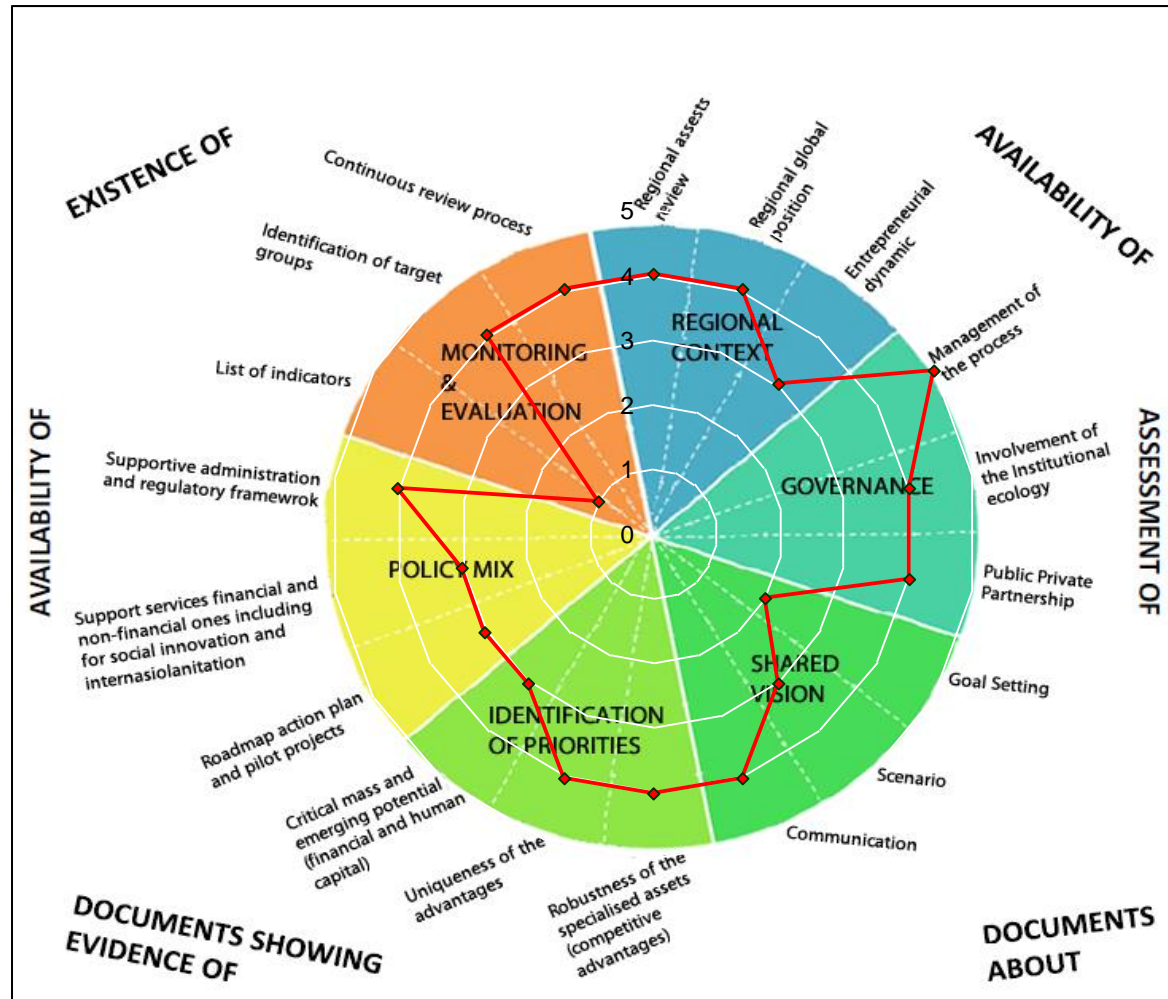 EXISTENCE OF
AVAILABILITY OF
Continuous review process
Identification of target
groups
List of indicators
Regional assests
review
Regional global
position
Entrepreneurial
dynamic
Management of
the process
Involvement of
the Institutional
ecology
Public Private
Partnership
ASSESSMENT OF
5
4
3
2
1
0
REGIONAL
CONTEXT
MONITORING
&
EVALUATION
GOVERNANCE
AVAILABILITY OF
Supportive administration
and regulatory framewrok
POLICY MIX
Support services financial and
non-financial ones including
for social innovation and
internasiolanitation
SHARED
VISION
IDENTIFICATION
OF PRIORITIES
Goal Setting
Scenario
Communication
Roadmap action plan
and pilot projects
Critical mass and
emerging potential
(financial and human
capital)
Uniqueness of the
advantages
Robustness of the
specialised assets
(competitive
advantages)
DOCUMENTS SHOWING
EVIDENCE OF
DOCUMENTS
ABOUT